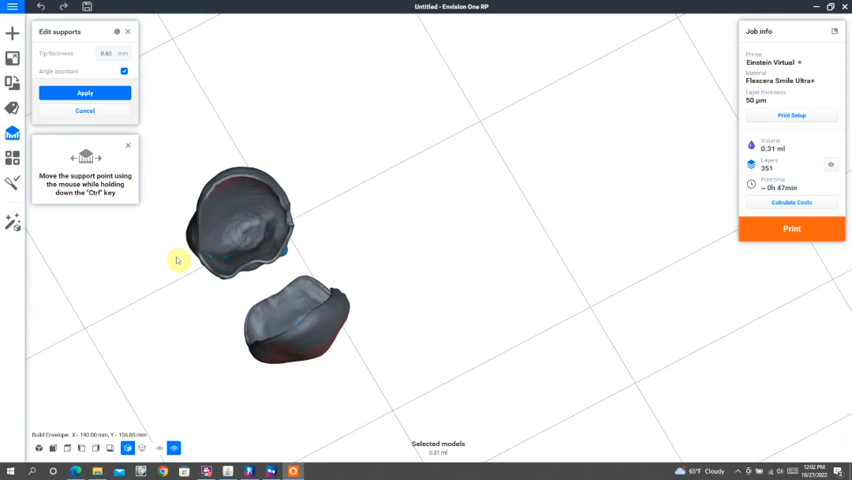 Untitled - Envision One RP
Edit supports
Tip thickness 0.60 mm
Angle assistant
Apply
Cancel
Move the support point using
the mouse while holding
down the "Ctrl" key
Job info
Printer
Einstein Virtual
Material
Flexcera Smile Ultra+
Layer thickness
50 µm
Print Setup
Volume
0.31 ml
Layers
351
Print time
~ 0h 47min
Calculate Costs
Print
Build Envelope: X - 190.00 mm, Y - 106.85 mm
Selected models
0.31 ml
65°F Cloudy
12:02 PM
10/27/2022